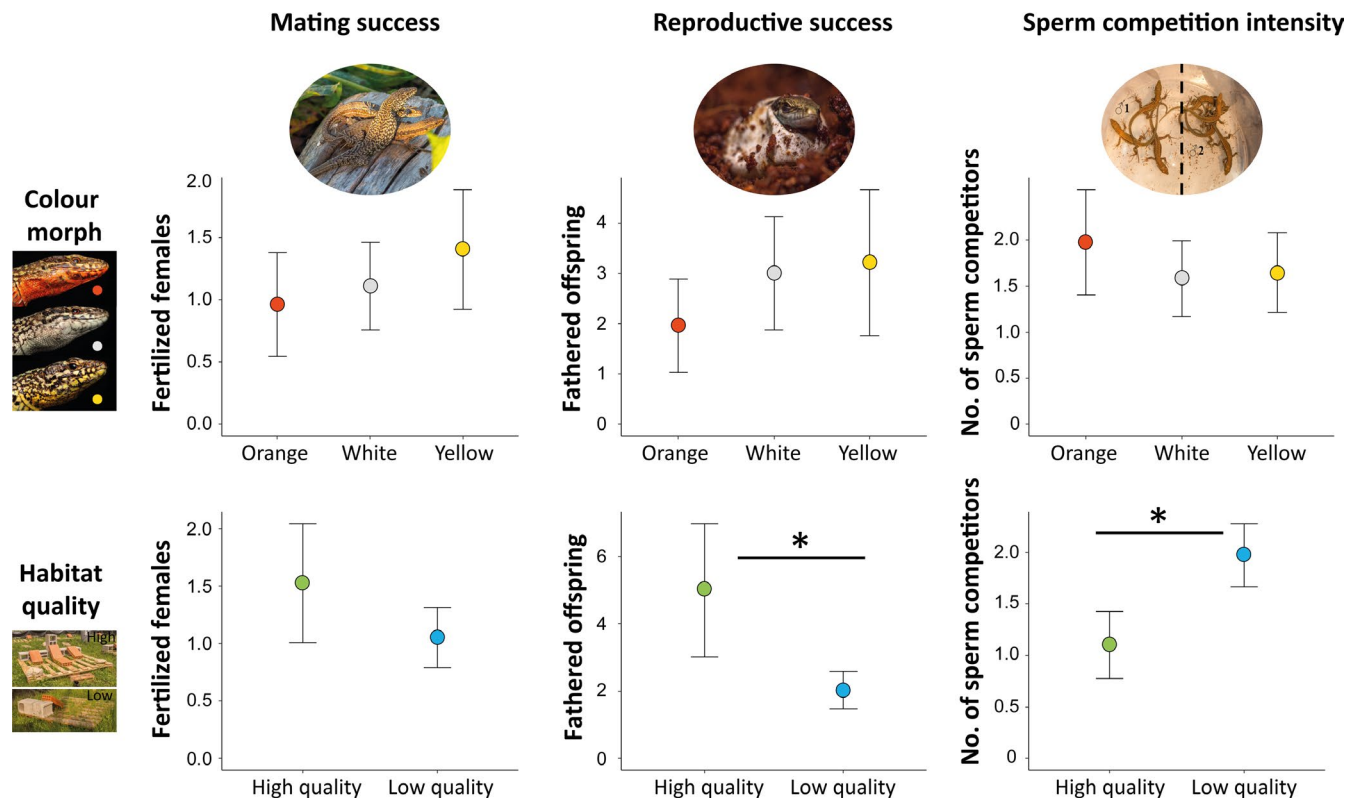 Mating success
Reproductive success
Sperm competition intensity
Colour
morph
Fertilized females
2.0
1.5
1.0
0.5
0.0
Orange White Yellow
Fathered offspring
4
3
2
1
0
Orange White Yellow
♂1
♂2
No. of sperm competitors
2.0
1.5
1.0
0.5
0
Orange White Yellow
Habitat
quality
High
Low
Fertilized females
2.0
1.5
1.0
0.5
0.0
High quality Low quality
Fathered offspring
6
4
2
0
*
High quality Low quality
No. of sperm competitors
2.0
1.5
1.0
0.5
0
*
High quality Low quality